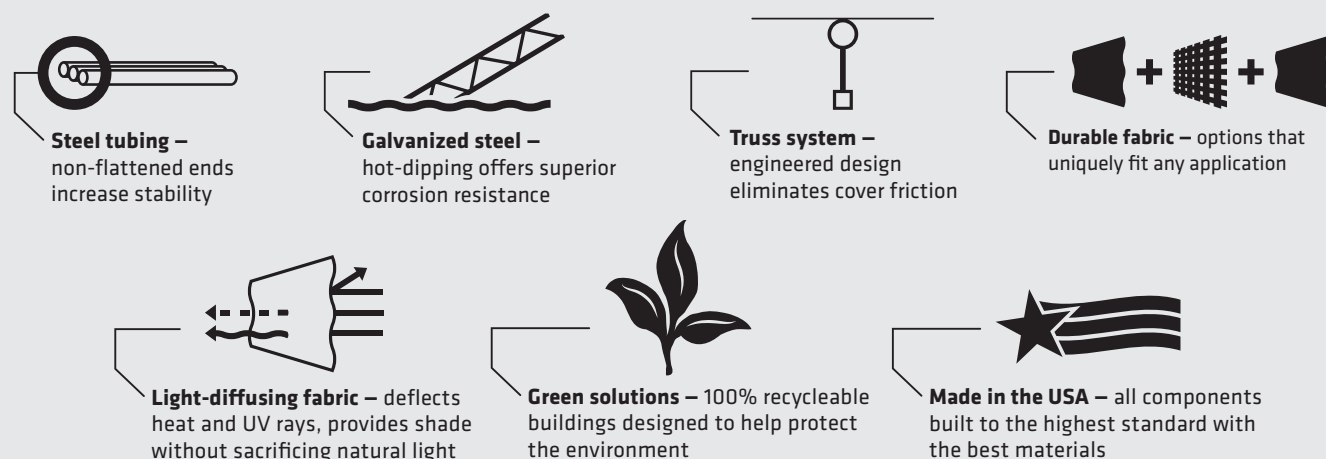 Steel tubing –
non-flattened ends
increase stability
Galvanized steel –
hot-dipping offers superior
corrosion resistance
Truss system –
engineered design
eliminates cover friction
Durable fabric – options that
uniquely fit any application
Light-diffusing fabric – deflects
heat and UV rays, provides shade
without sacrificing natural light
Green solutions – 100% recycleable
buildings designed to help protect
the environment
Made in the USA – all components
built to the highest standard with
the best materials